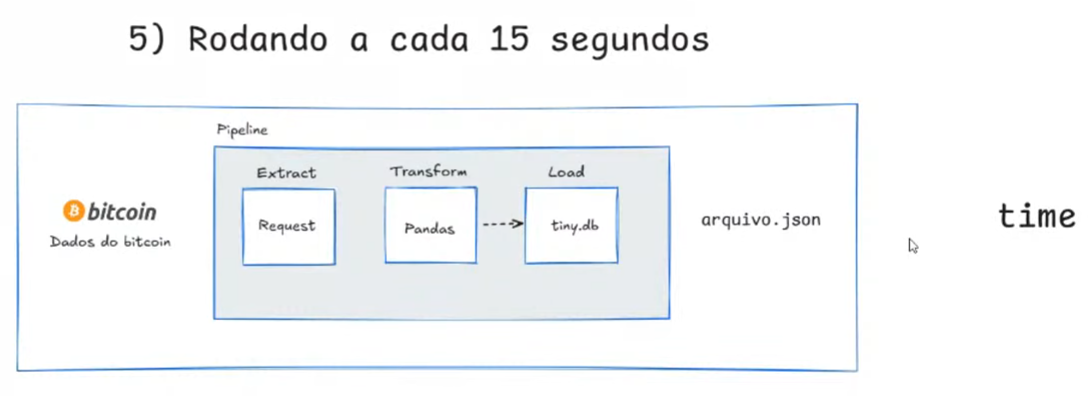 5) Rodando a cada 15 segundos
Pipeline
Extract
Transform
Load
bitcoin
Dados do bitcoin
Request
Pandas
tiny.db
arquivo.json
time